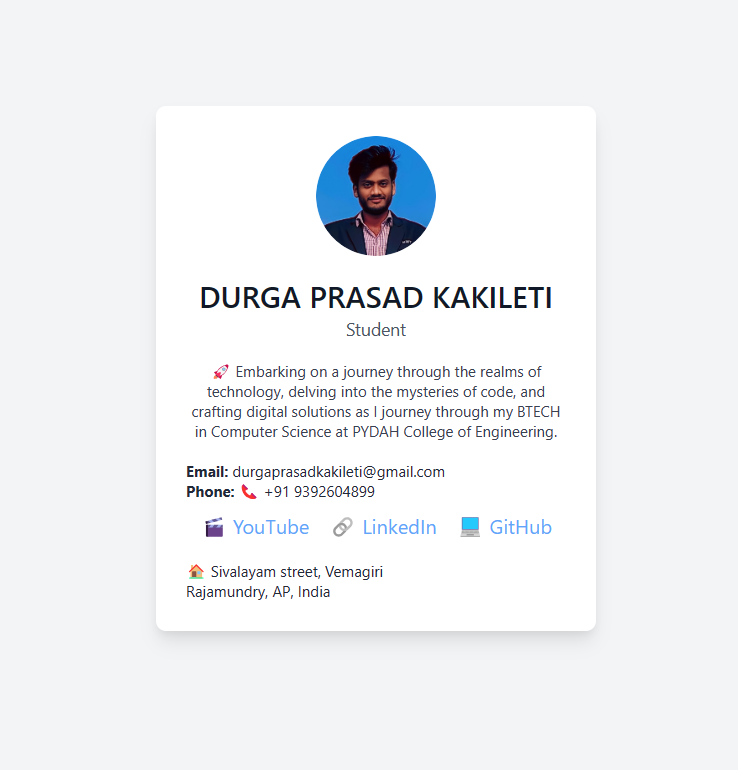 DURGA PRASAD KAKILETI
Student
🚀 Embarking on a journey through the realms of
technology, delving into the mysteries of code, and
crafting digital solutions as I journey through my BTECH
in Computer Science at PYDAH College of Engineering.
Email: durgaprasadkakileti@gmail.com
Phone: 📞 +91 9392604899
🎬 YouTube 🔗 LinkedIn 💻 GitHub
🏠 Sivalayam street, Vemagiri
Rajamundry, AP, India